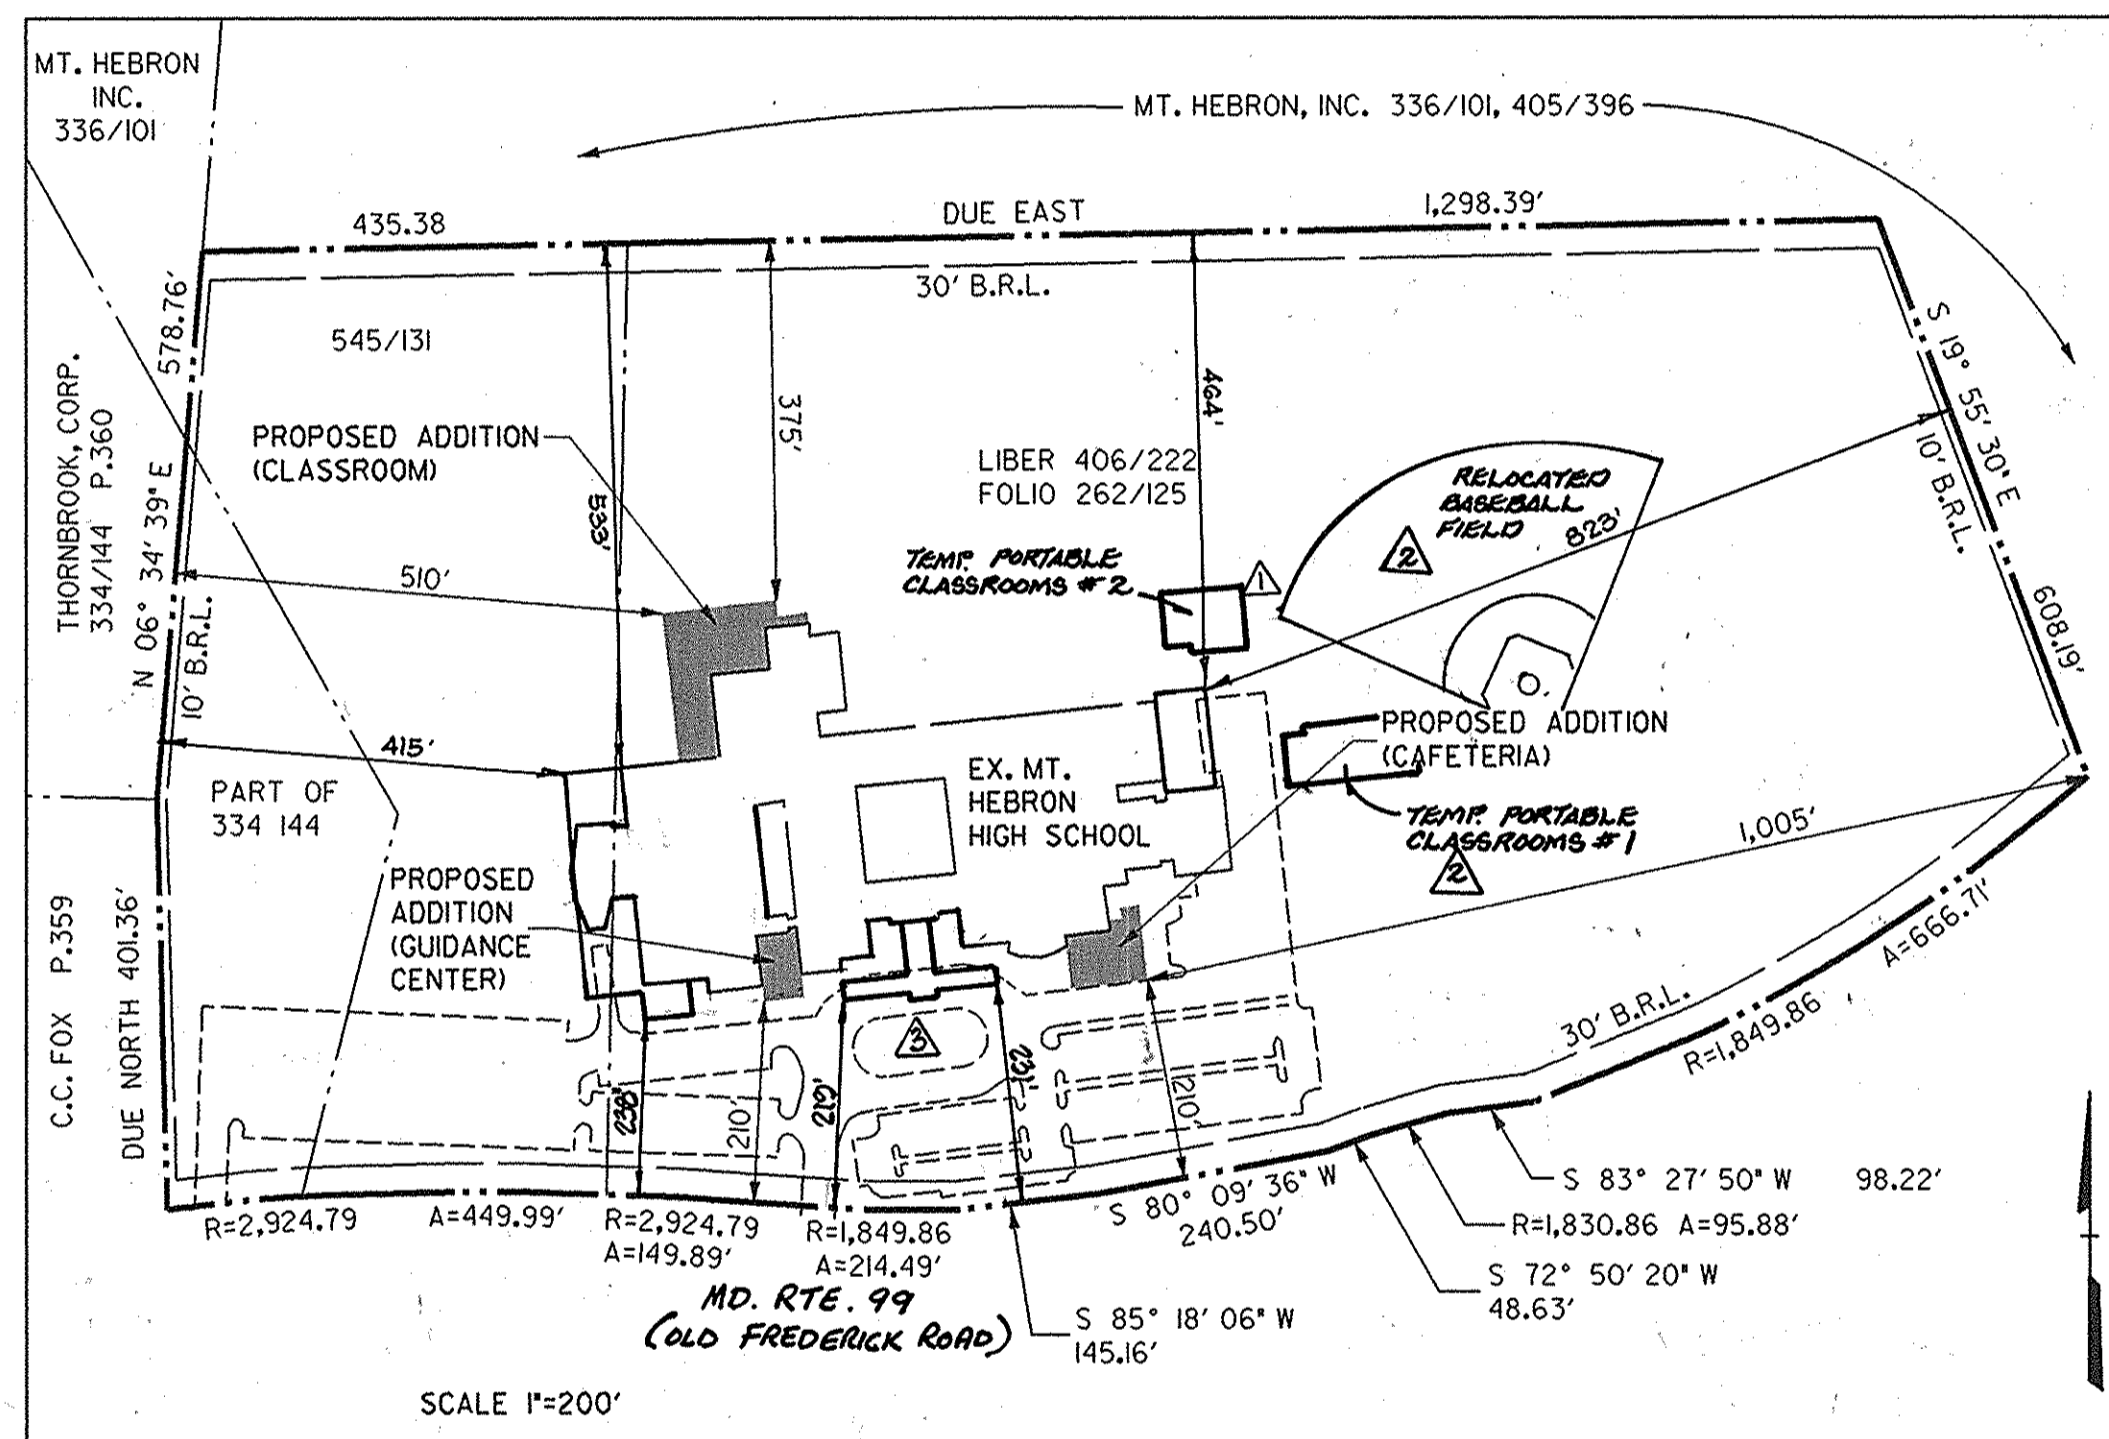 MT. HEBRON
INC.
336/101
MT. HEBRON, INC. 336/101, 405/396
435.38
DUE EAST
1,298.39'
30' B.R.L.
545/131
578.76'
THORNBROOK, CORP.
334/144 P.360
N 06° 34' 39" E
10' B.R.L.
PROPOSED ADDITION
(CLASSROOM)
533'
375'
464'
LIBER 406/222
FOLIO 262/125
S 19° 55' 30" E
10' B.R.L.
608.19'
RELOCATED
BASEBALL
FIELD
2
823'
TEMP. PORTABLE
CLASSROOMS #2
1
510'
415'
PART OF
334 144
EX. MT.
HEBRON
HIGH SCHOOL
PROPOSED ADDITION
(CAFETERIA)
TEMP. PORTABLE
CLASSROOMS #1
2
1,005'
PROPOSED
ADDITION
(GUIDANCE
CENTER)
C.C. FOX P.359
DUE NORTH 401.36'
A=666.71'
R=1,849.86
30' B.R.L.
3
238'
210'
219'
231'
210'
R=2,924.79
A=449.99'
R=2,924.79
A=149.89'
R=1,849.86
A=214.49'
S 80° 09' 36" W
240.50'
S 83° 27' 50" W 98.22'
R=1,830.86 A=95.88'
S 72° 50' 20" W
48.63'
S 85° 18' 06" W
145.16'
MD. RTE. 99
(OLD FREDERICK ROAD)
SCALE 1"=200'